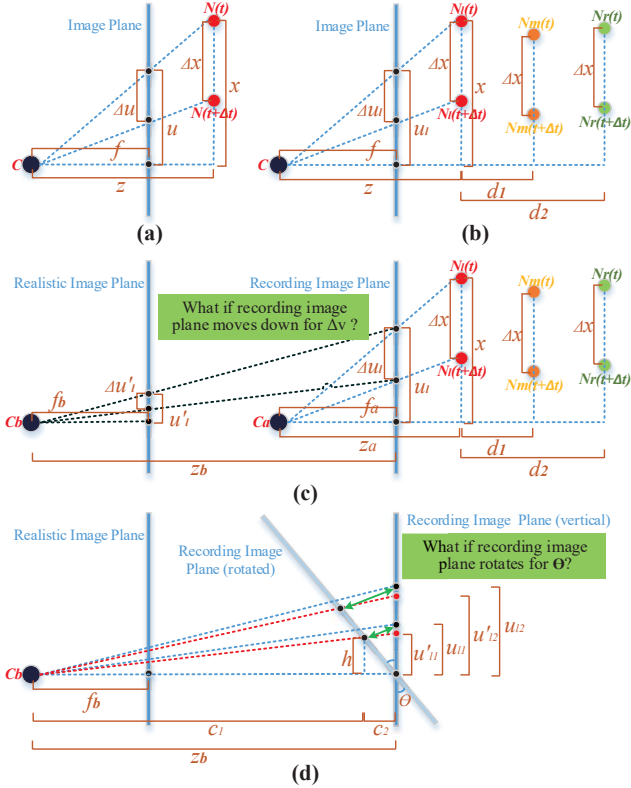 Image Plane
N(t)
Δx
x
N(t+Δt)
Δu
u
f
C
z
(a)
Image Plane
Nl(t)
Nm(t)
Nr(t)
Δx
x
Δx
Δx
Nl(t+Δt)
Nm(t+Δt)
Nr(t+Δt)
Δul
ul
f
C
z
d1
d2
(b)
Realistic Image Plane
Recording Image Plane
Nl(t)
Nm(t)
Nr(t)
What if recording image
plane moves down for Δv ?
Δx
x
Δx
Δx
Nl(t+Δt)
Nm(t+Δt)
Nr(t+Δt)
Δul
ul
Δu'l
u'l
fb
fa
Cb
Ca
za
d1
zb
d2
(c)
Realistic Image Plane
Recording Image
Plane (rotated)
Recording Image Plane (vertical)
What if recording image
plane rotates for Θ?
h
u'l1
ul1
u'l2
ul2
Cb
fb
Θ
c1
c2
zb
(d)